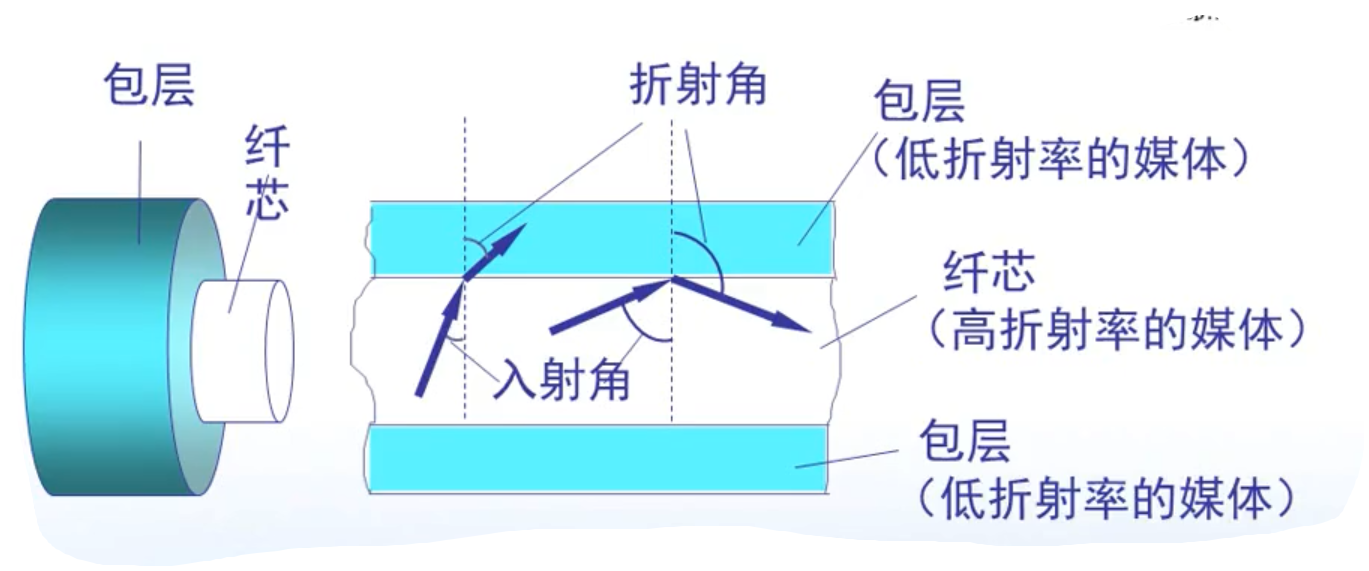 包层
纤
芯
折射角
包层
（低折射率的媒体）
纤芯
（高折射率的媒体）
入射角
包层
（低折射率的媒体）